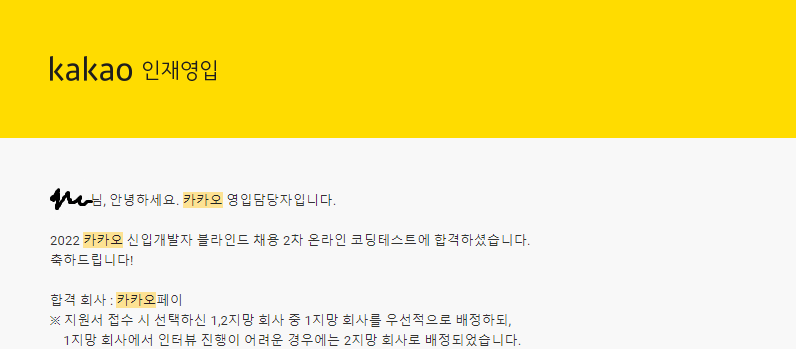 kakao 인재영입
님, 안녕하세요. 카카오 영입담당자입니다.
2022 카카오 신입개발자 블라인드 채용 2차 온라인 코딩테스트에 합격하셨습니다.
축하드립니다!
합격 회사 : 카카오페이
※ 지원서 접수 시 선택하신 1,2지망 회사 중 1지망 회사를 우선적으로 배정하되,
1지망 회사에서 인터뷰 진행이 어려운 경우에는 2지망 회사로 배정되었습니다.